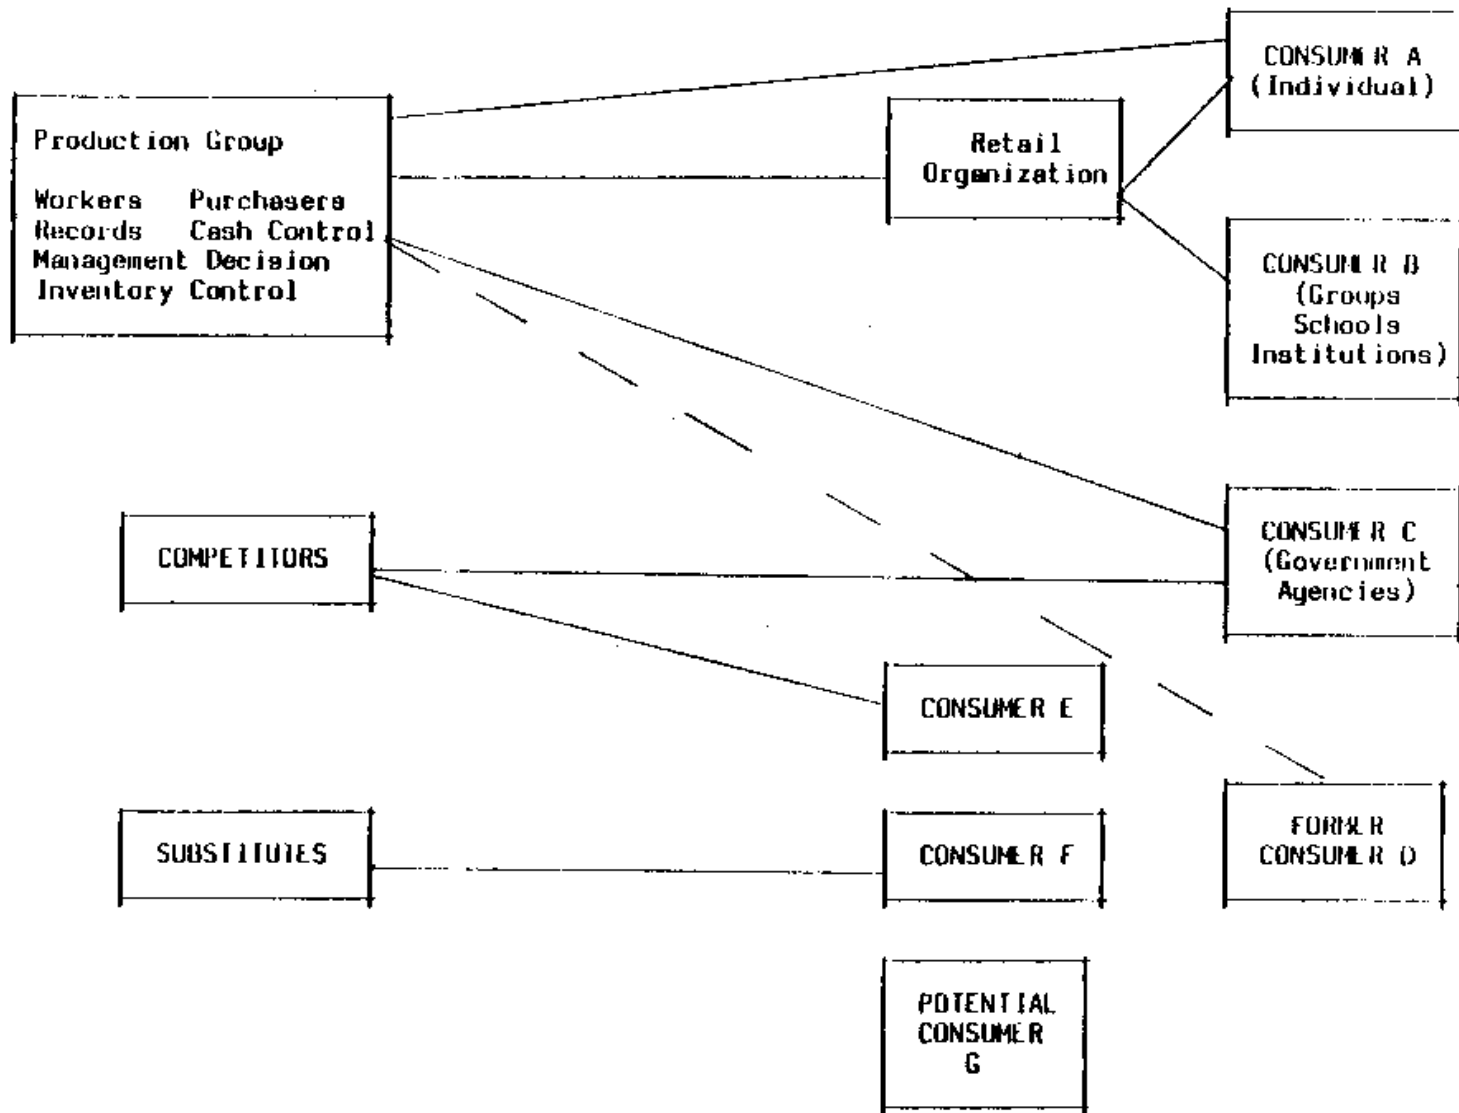 CONSUMER A
(Individual)
Production Group
Workers Purchasers
Records Cash Control
Management Decision
Inventory Control
Retail
Organization
CONSUMER B
(Groups
Schools
Institutions)
COMPETITORS
CONSUMER C
(Government
Agencies)
CONSUMER E
SUBSTITUTES
CONSUMER F
FORMER
CONSUMER D
POTENTIAL
CONSUMER
G